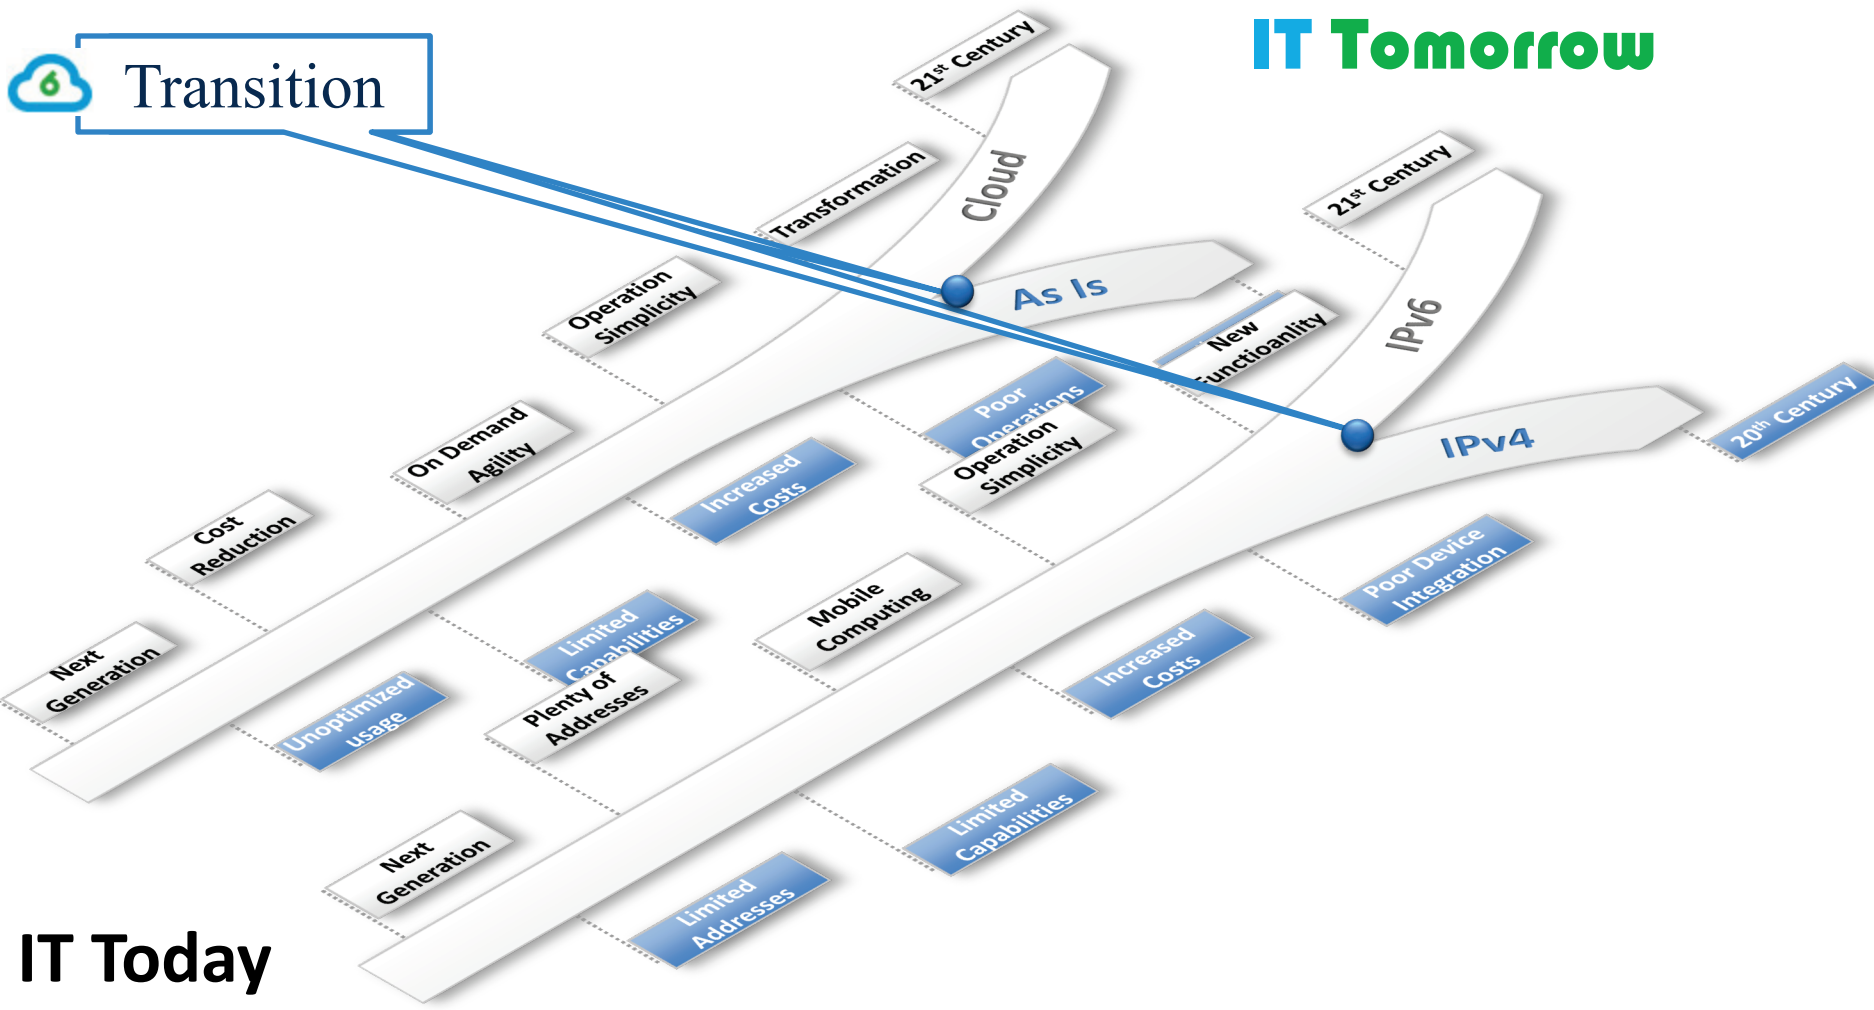 IT Tomorrow
6
Transition
21st Century
Cloud
Transformation
As Is
Operation
Simplicity
On Demand
Agility
Cost
Reduction
Next
Generation
Poor
Operations
Increased
Costs
Limited
Capabilities
Unoptimized
usage
21st Century
IPv6
New
Functioanlity
IPv4
20th Century
Operation
Simplicity
Mobile
Computing
Plenty of
Addresses
Next
Generation
Poor Device
Integration
Increased
Costs
Limited
Capabilities
Limited
Addresses
IT Today